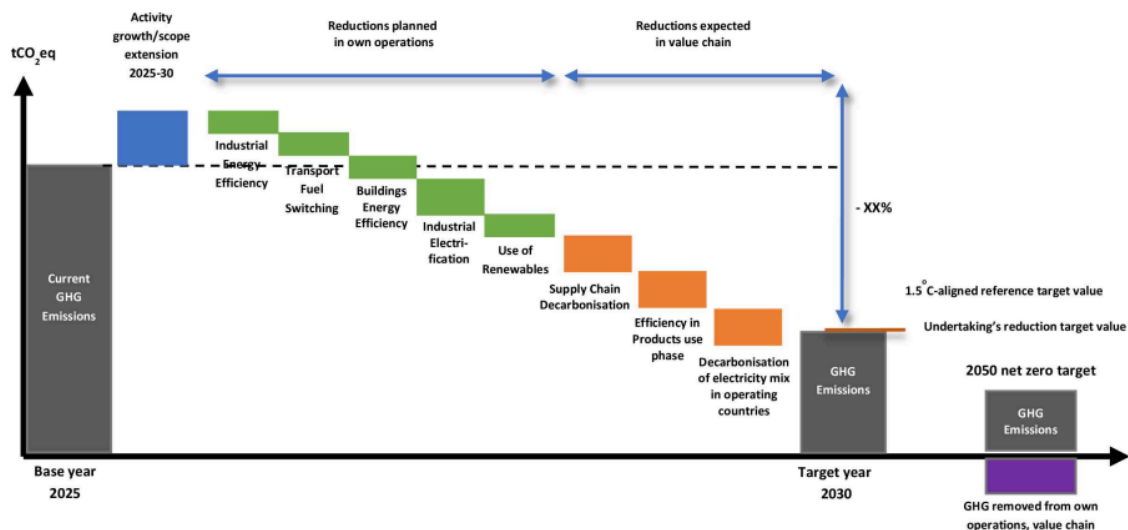 Activity
growth/scope
extension
2025-30
Reductions planned
in own operations
Reductions expected
in value chain
tCO2eq
Industrial
Energy
Efficiency
Transport
Fuel
Switching
Buildings
Energy
Efficiency
Industrial
Electri-
fication
Use of
Renewables
Supply Chain
Decarbonisation
Efficiency in
Products use
phase
Decarbonisation
of electricity mix
in operating
countries
- XX%
1.5°C-aligned reference target value
Undertaking's reduction target value
Current
GHG
Emissions
GHG
Emissions
2050 net zero target
GHG
Emissions
Base year
2025
Target year
2030
GHG removed from own
operations, value chain